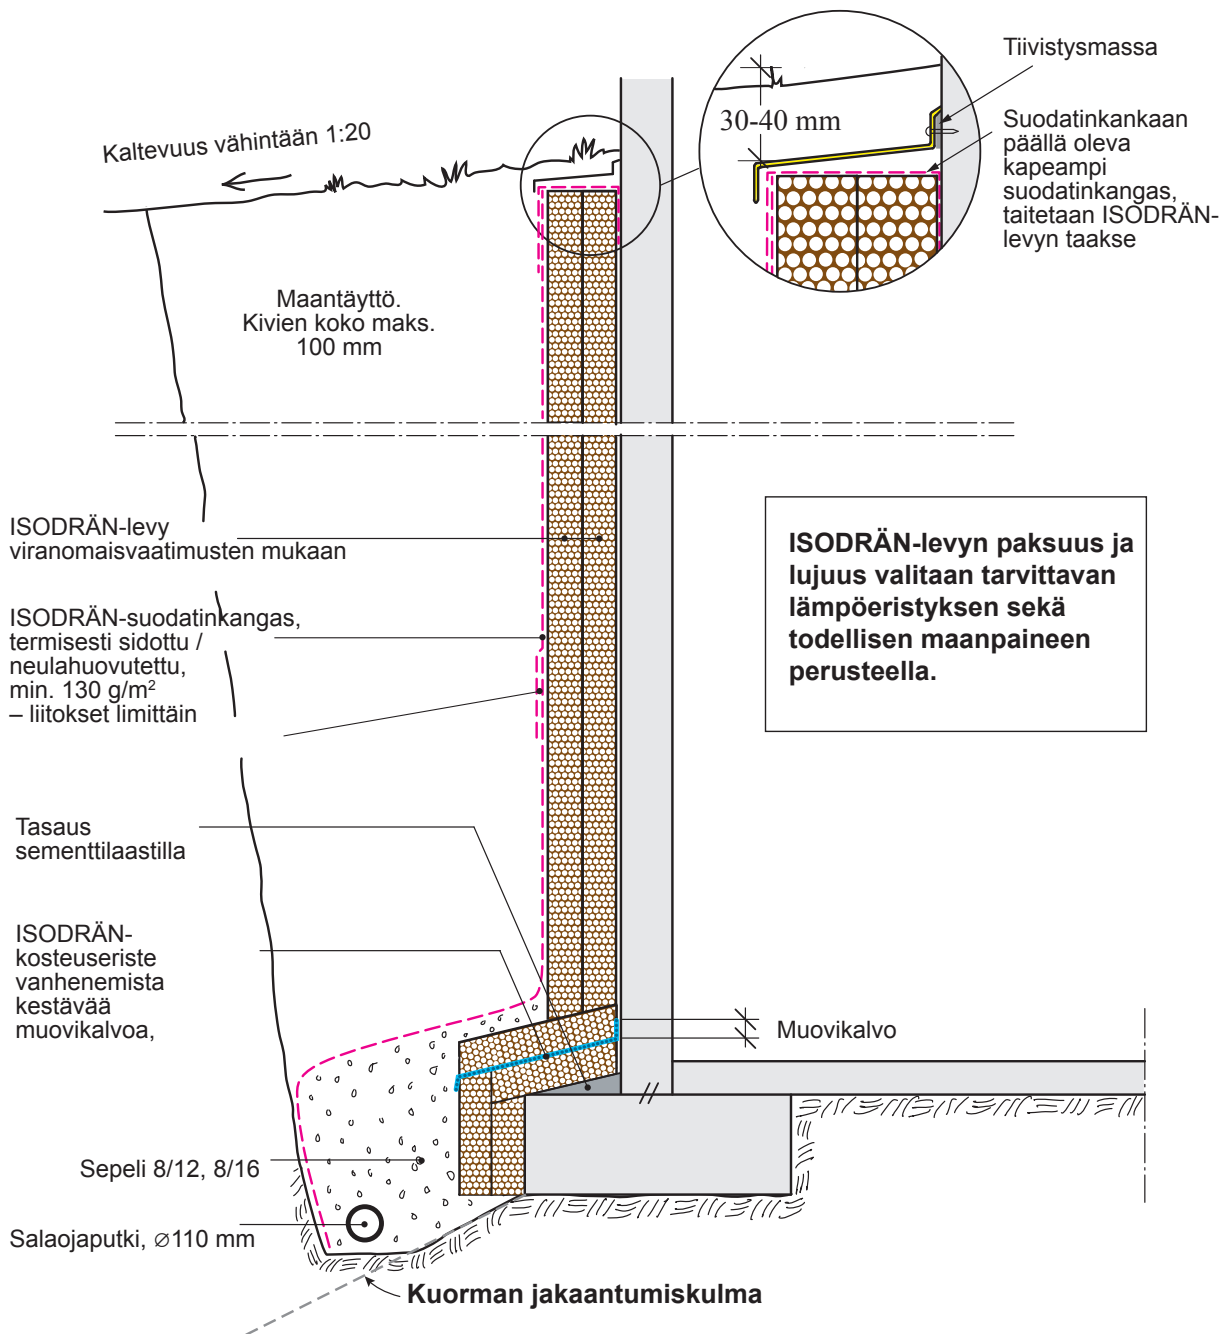 Tiivistysmassa
Kaltevuus vähintään 1:20
30-40 mm
Suodatinkankaan
päällä oleva
kapeampi
suodatinkangas,
taitetaan ISODRÄN-
levyn taakse
Maantäyttö.
Kivien koko maks.
100 mm
ISODRÄN-levy
viranomaisvaatimusten mukaan
ISODRÄN-levyn paksuus ja
lujuus valitaan tarvittavan
lämpöeristyksen sekä
todellisen maanpaineen
perusteella.
ISODRÄN-suodatinkangas,
termisesti sidottu /
neulahuovutettu,
min. 130 g/m²
– liitokset limittäin
Tasaus
sementtilaastilla
ISODRÄN-
kosteuseriste
vanhenemista
kestävää
muovikalvoa,
Muovikalvo
Sepeli 8/12, 8/16
Salaojaputki, ∅110 mm
Kuorman jakaantumiskulma